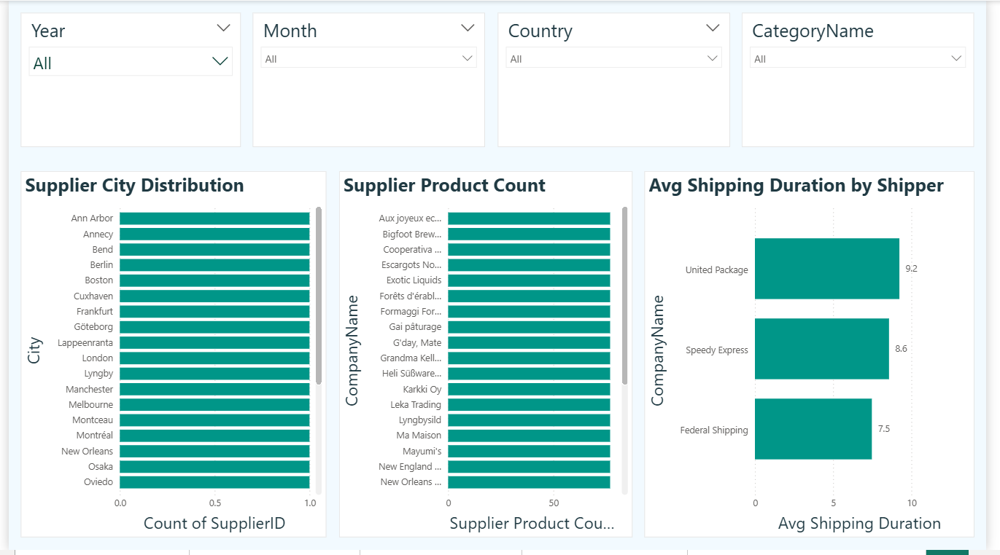 Year
All
Month
All
Country
All
CategoryName
All
Supplier City Distribution
City
Ann Arbor
Annecy
Bend
Berlin
Boston
Cuxhaven
Frankfurt
Göteborg
Lappeenranta
London
Lyngby
Manchester
Melbourne
Montceau
Montréal
New Orleans
Osaka
Oviedo
0.0 0.5 1.0
Count of SupplierID
Supplier Product Count
CompanyName
Aux joyeux ec...
Bigfoot Brew...
Cooperativa ...
Escargots No...
Exotic Liquids
Forêts d'érabl...
Formaggi For...
Gai pâturage
G'day, Mate
Grandma Kell...
Heli Süßware...
Karkki Oy
Leka Trading
Lyngbysild
Ma Maison
Mayumi's
New England ...
New Orleans ...
0 50
Supplier Product Cou...
Avg Shipping Duration by Shipper
CompanyName
United Package 9.2
Speedy Express 8.6
Federal Shipping 7.5
0 5 10
Avg Shipping Duration